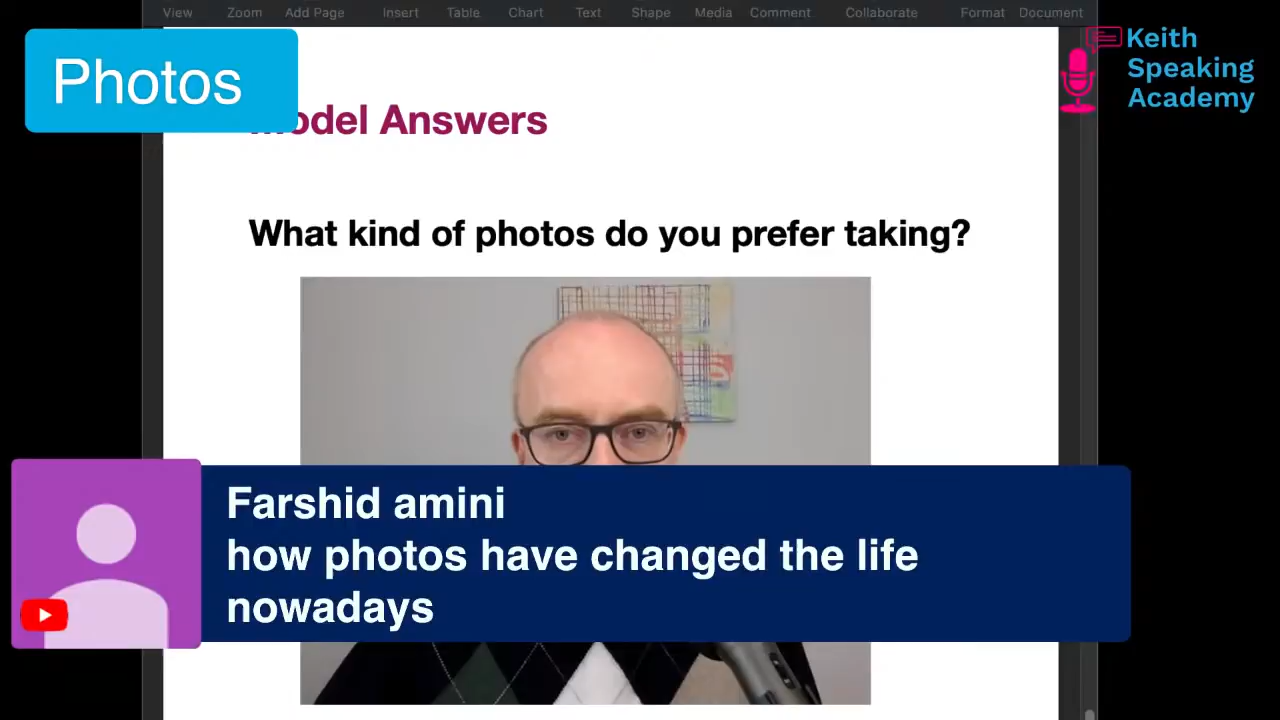 View Zoom Add Page Insert Table Chart Text Shape Media Comment Collaborate Format Document
Photos
Keith
Speaking
Academy
Model Answers
What kind of photos do you prefer taking?
Farshid amini
how photos have changed the life
nowadays